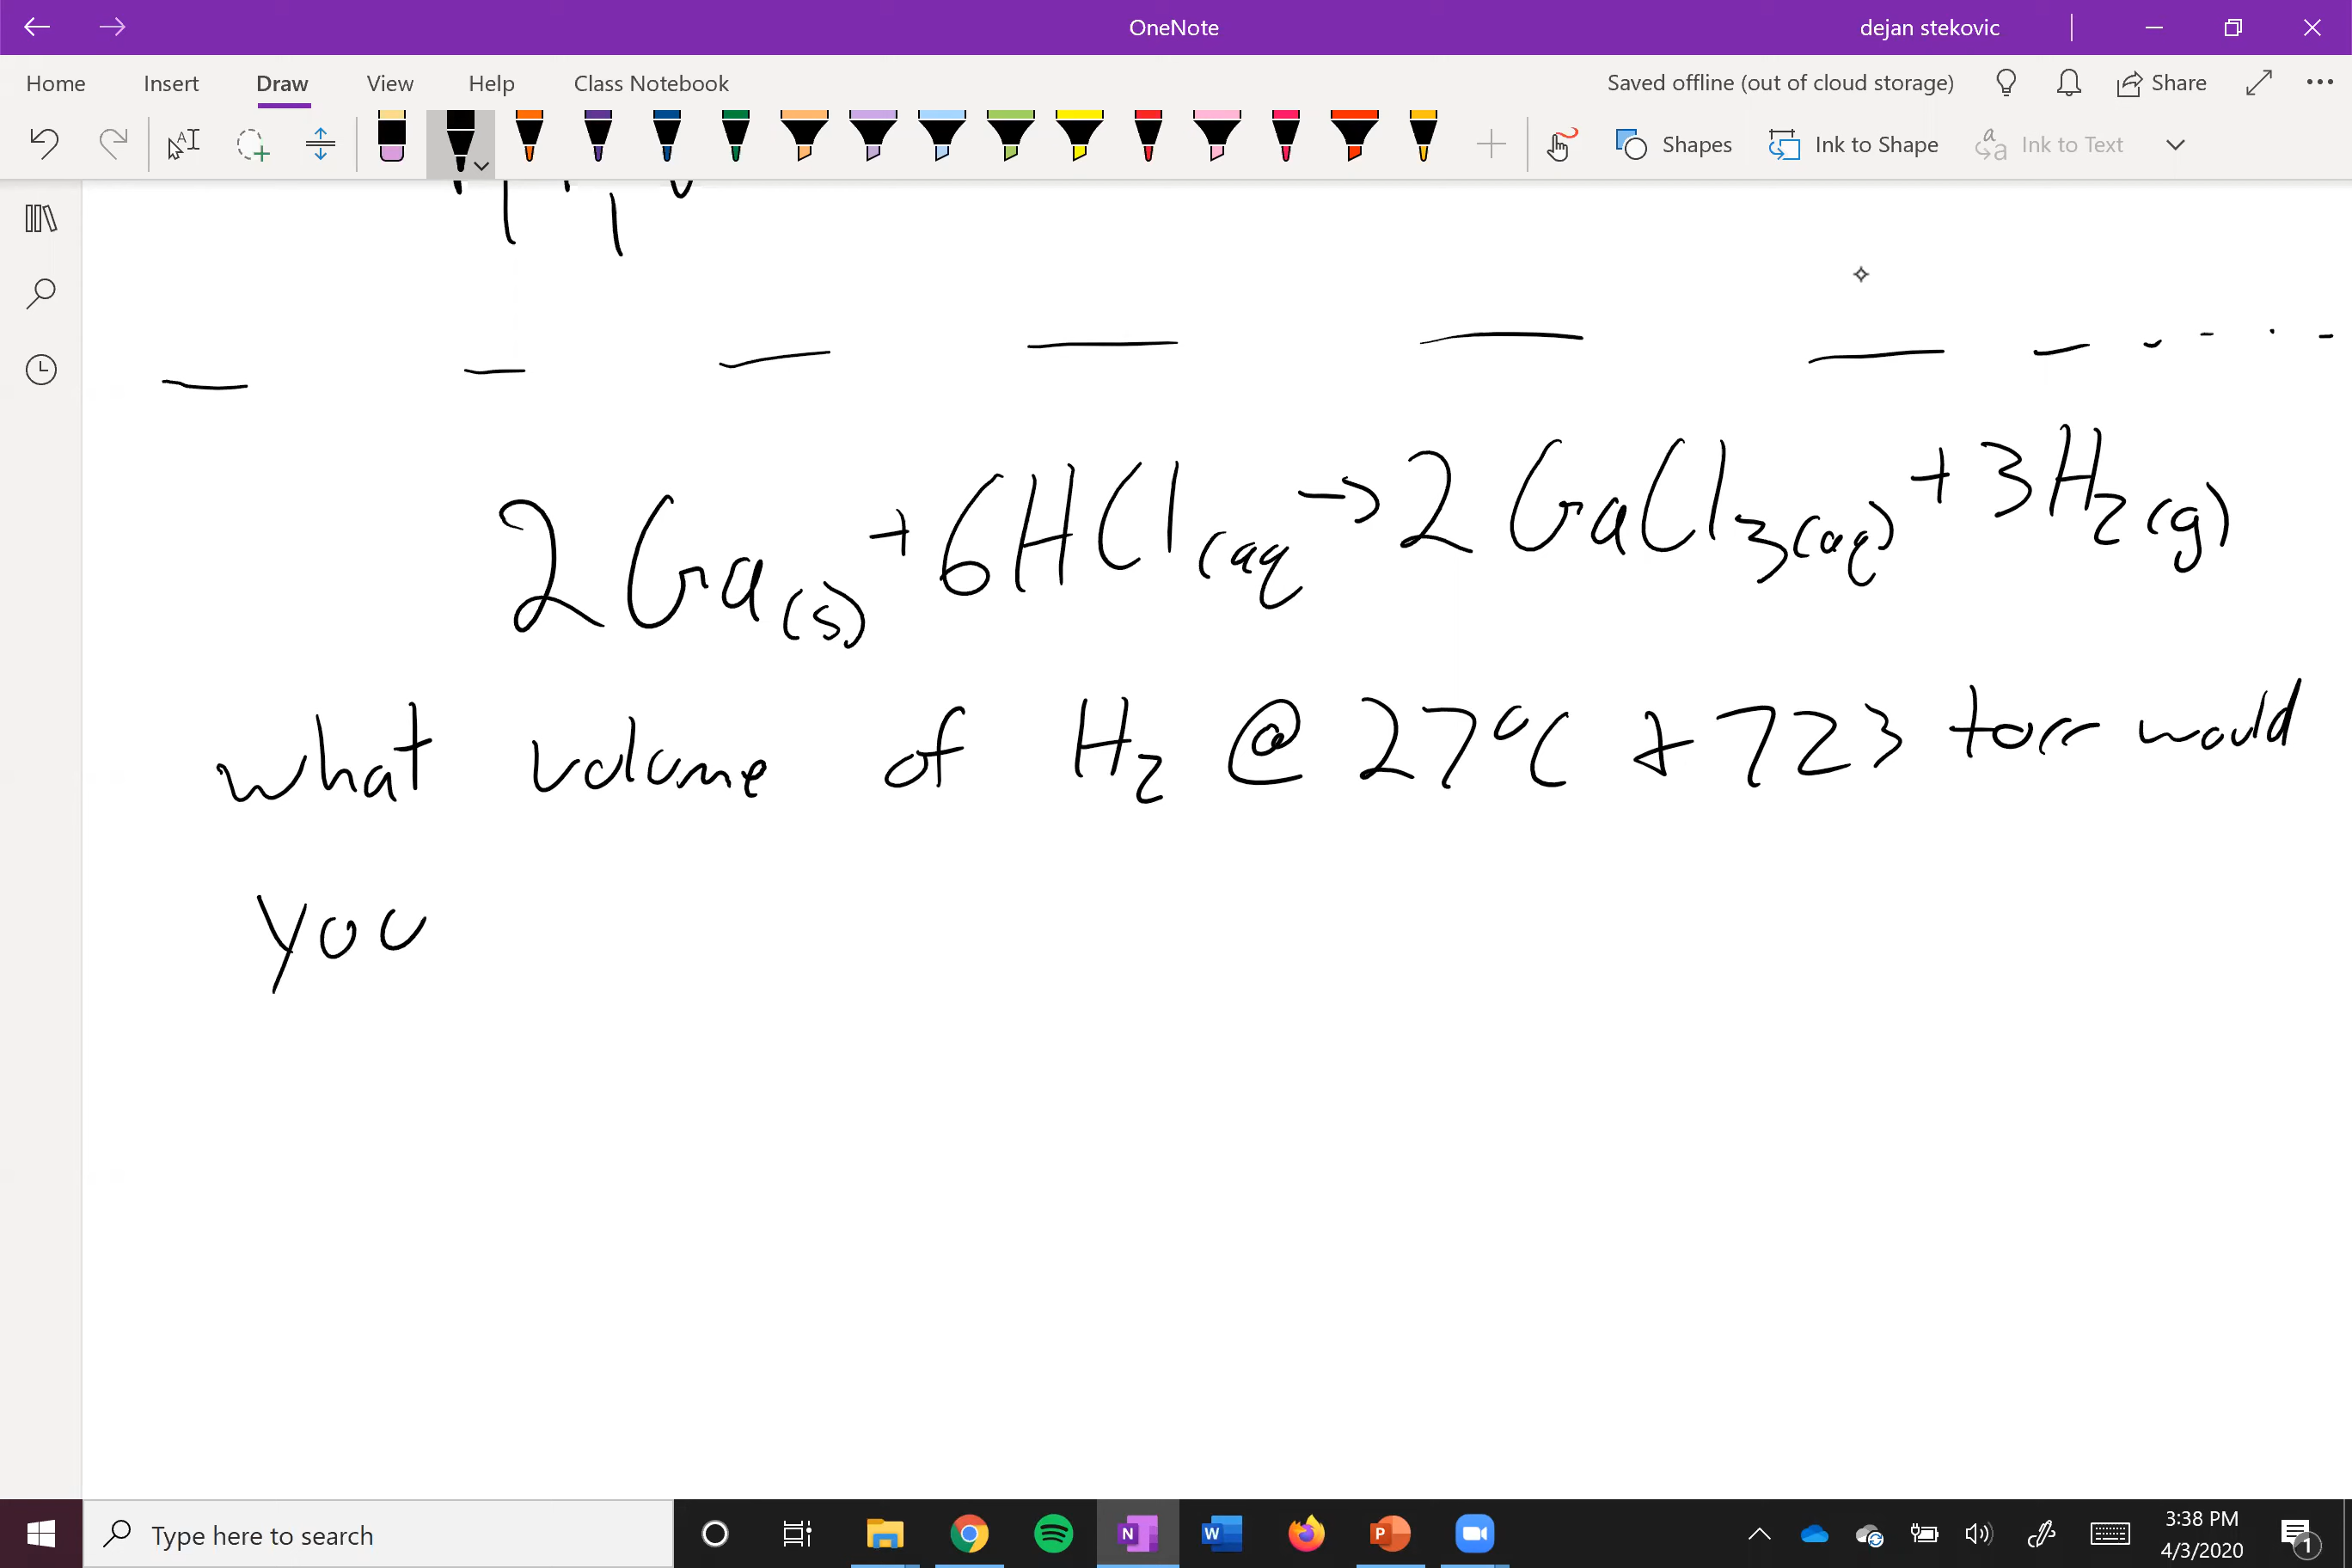 OneNote
dejan stekovic
Home Insert Draw View Help Class Notebook
Saved offline (out of cloud storage) Share
Shapes Ink to Shape Ink to Text
2Ga(s) + 6HCl(aq → 2GaCl3(aq) + 3H2(g)
what volume of H2 @ 27°C + 723 torr would
you
Type here to search
3:38 PM
4/3/2020
1